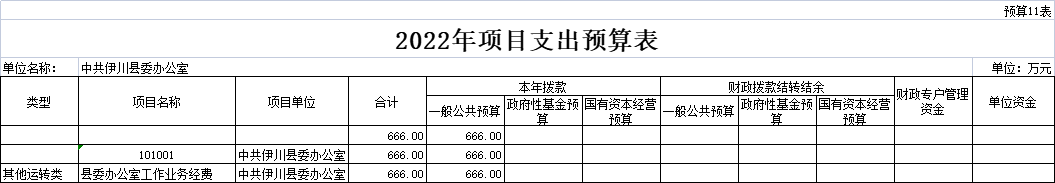 预算11表
2022年项目支出预算表
单位名称： 中共伊川县委办公室 单位：万元
类型 项目名称 项目单位 合计 本年拨款 财政拨款结转结余 财政专户管理资金 单位资金
一般公共预算 政府性基金预算 国有资本经营预算 一般公共预算 政府性基金预算 国有资本经营预算
666.00 666.00
101001 中共伊川县委办公室 666.00 666.00
其他运转类 县委办公室工作业务经费 中共伊川县委办公室 666.00 666.00